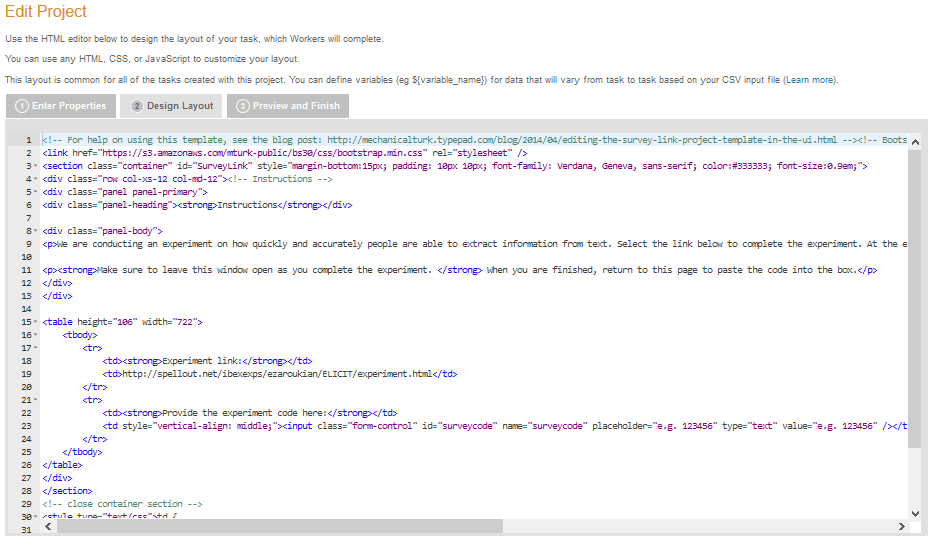 Edit Project
Use the HTML editor below to design the layout of your task, which Workers will complete.
You can use any HTML, CSS, or JavaScript to customize your layout.
This layout is common for all of the tasks created with this project. You can define variables (eg ${variable_name}) for data that will vary from task to task based on your CSV input file (Learn more).
1 Enter Properties 2 Design Layout 3 Preview and Finish
1 <!-- For help on using this template, see the blog post: http://mechanicalturk.typepad.com/blog/2014/04/editing-the-survey-link-project-template-in-the-ui.html --><!-- Boots
2 <link href="https://s3.amazonaws.com/mturk-public/bs30/css/bootstrap.min.css" rel="stylesheet" />
3 <section class="container" id="SurveyLink" style="margin-bottom:15px; padding: 10px 10px; font-family: Verdana, Geneva, sans-serif; color:#333333; font-size:0.9em;">
4 <div class="row col-xs-12 col-md-12"><!-- Instructions -->
5 <div class="panel panel-primary">
6 <div class="panel-heading"><strong>Instructions</strong></div>
7
8 <div class="panel-body">
9 <p>We are conducting an experiment on how quickly and accurately people are able to extract information from text. Select the link below to complete the experiment. At the e
10
11 <p><strong>Make sure to leave this window open as you complete the experiment. </strong> When you are finished, return to this page to paste the code into the box.</p>
12 </div>
13 </div>
14
15 <table height="106" width="722">
16 <tbody>
17 <tr>
18 <td><strong>Experiment link:</strong></td>
19 <td>http://spellout.net/ibexexps/ezaroukian/ELICIT/experiment.html</td>
20 </tr>
21 <tr>
22 <td><strong>Provide the experiment code here:</strong></td>
23 <td style="vertical-align: middle;"><input class="form-control" id="surveycode" name="surveycode" placeholder="e.g. 123456" type="text" value="e.g. 123456" /></t
24 </tr>
25 </tbody>
26 </table>
27 </div>
28 </section>
29 <!-- close container section -->
30 <style type="text/css">td {
31